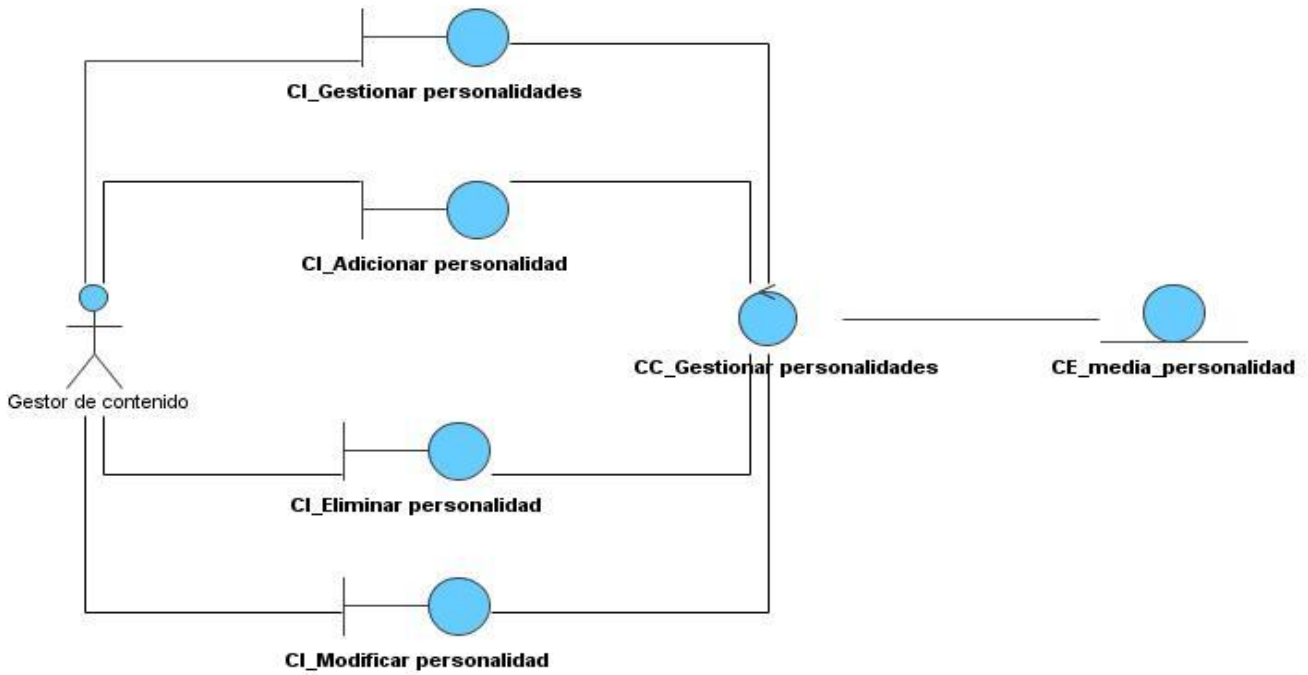 CI_Gestionar personalidades
CI_Adicionar personalidad
CC_Gestionar personalidades
CE_media_personalidad
Gestor de contenido
CI_Eliminar personalidad
CI_Modificar personalidad